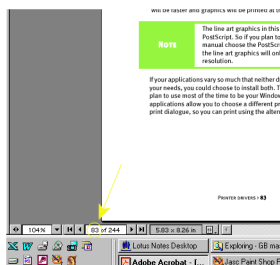 will be faster and graphics will be printed at th
NOTE
The line art graphics in this
PostScript. So if you plan to
manual choose the PostScri
the line art graphics will onl
resolution.
If your applications vary so much that neither d
your needs, you could choose to install both. T
plan to use most of the time to be your Window
applications allow you to choose a different pr
print dialogue, so you can print using the altern
PRINTER DRIVERS I 83
104% 83 of 244 5.83 x 8.26 in
Lotus Notes Desktop Exploring - GB ma
Adobe Acrobat - [... Jasc Paint Shop P